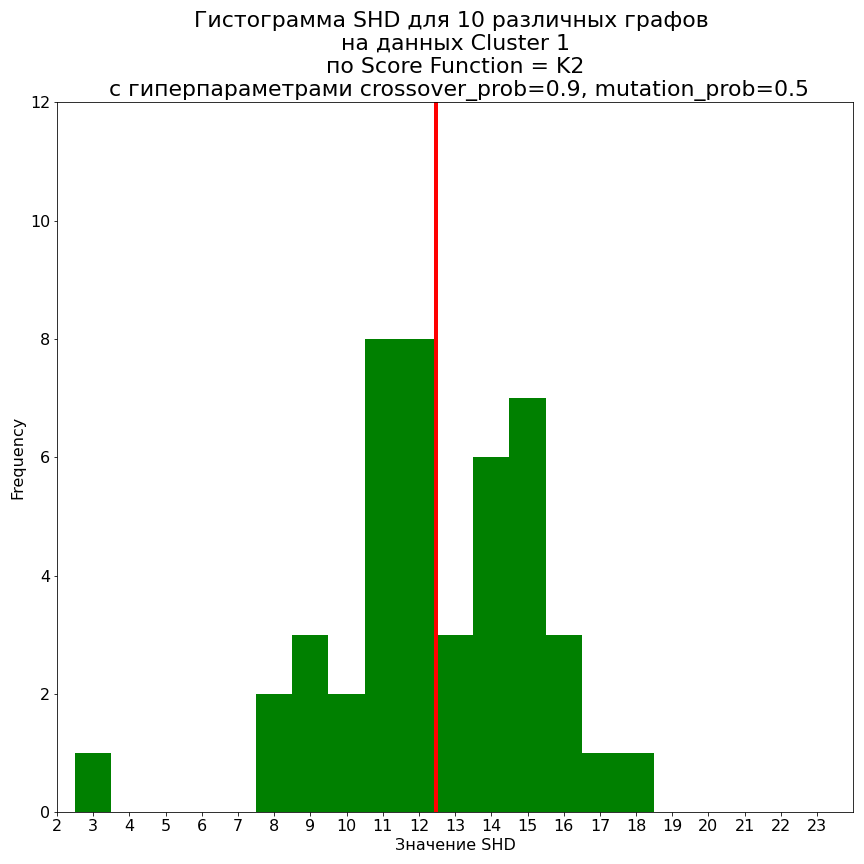 Гистограмма SHD для 10 различных графов
на данных Cluster 1
по Score Function = K2
с гиперпараметрами crossover_prob=0.9, mutation_prob=0.5
12
10
8
6
4
2
0
Frequency
2 3 4 5 6 7 8 9 10 11 12 13 14 15 16 17 18 19 20 21 22 23
Значение SHD